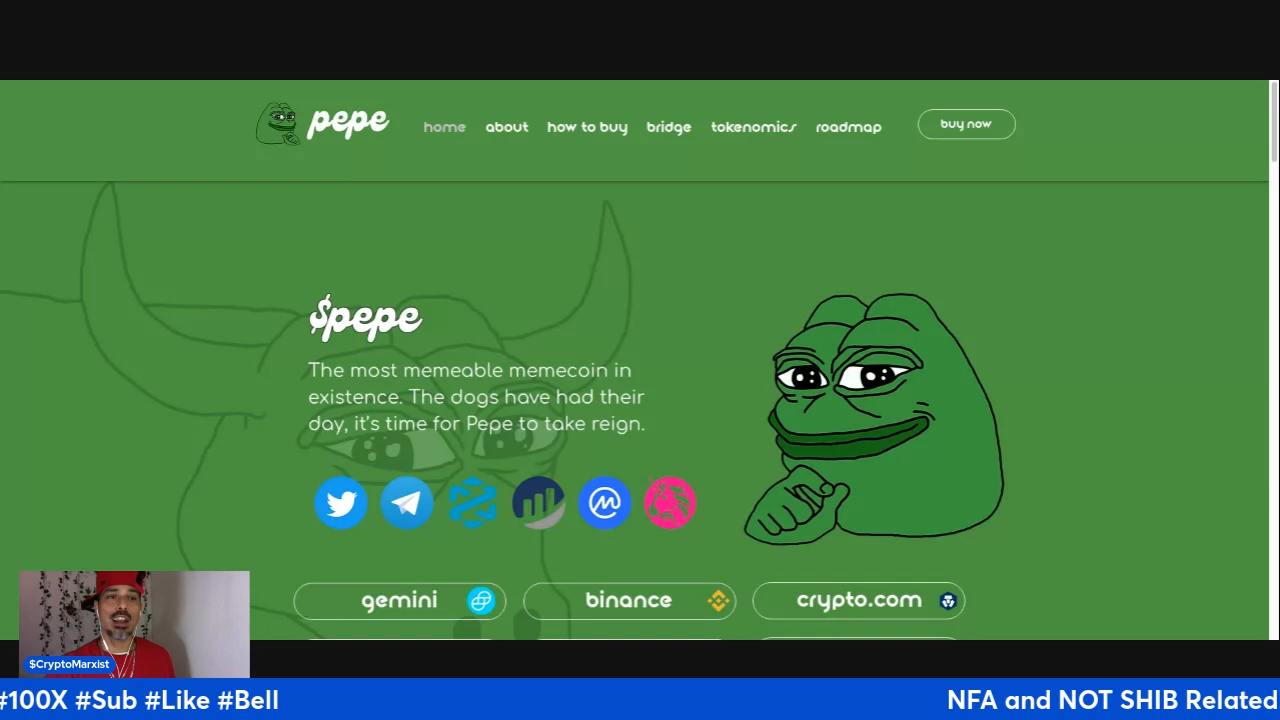 pepe
home about how to buy bridge tokenomics roadmap buy now
$pepe
The most memeable memecoin in
existence. The dogs have had their
day, it's time for Pepe to take reign.
gemini binance crypto.com
$CryptoMarxist
#100X #Sub #Like #Bell NFA and NOT SHIB Related